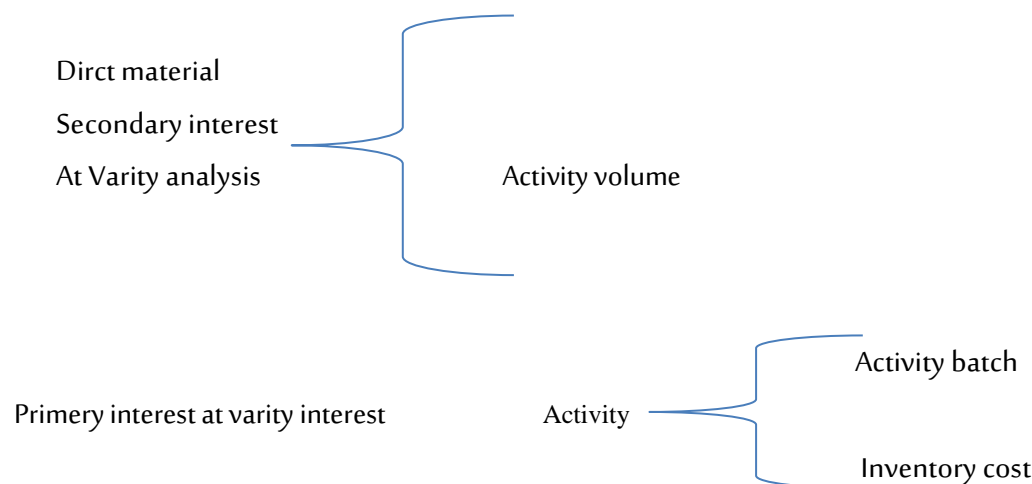 Dirct material
Secondary interest
At Varity analysis
Activity volume
Activity batch
Primery interest at varity interest
Activity
Inventory cost